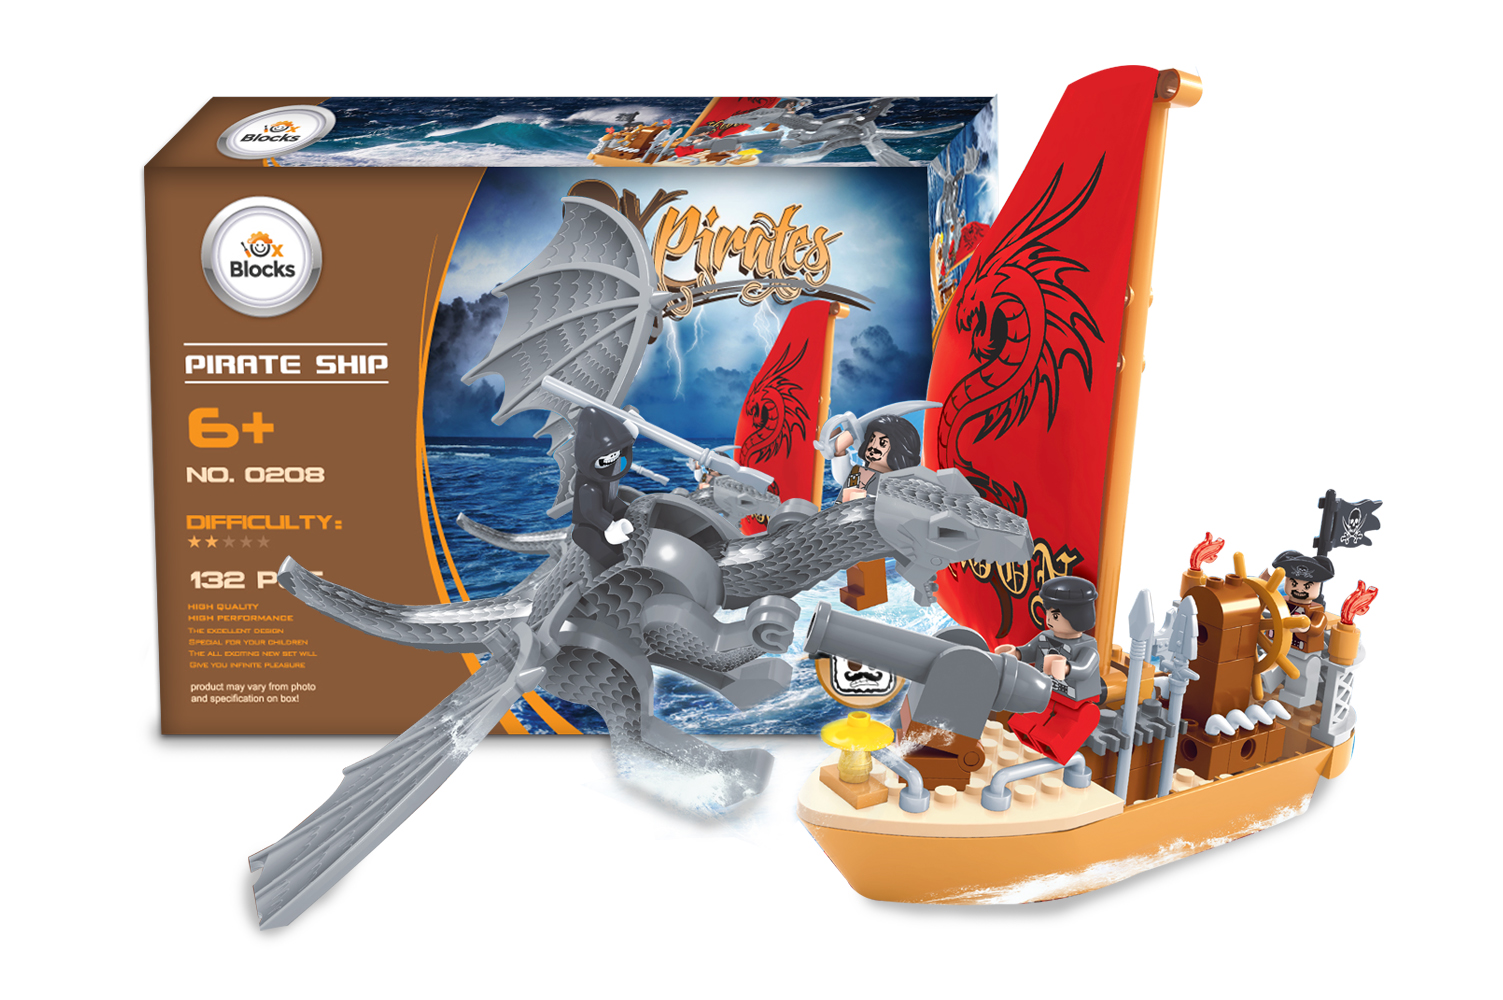 Blocks
Blocks
Pirates
PIRATE SHIP
6+
NO. 0208
DIFFICULTY:
132
HIGH QUALITY
HIGH PERFORMANCE
THE EXCELLENT DESIGN
SPECIAL FOR YOUR CHILDREN
THE ALL EXCITING NEW SET WILL
GIVE YOU INFINITE PLEASURE
product may vary from photo
and specification on box!